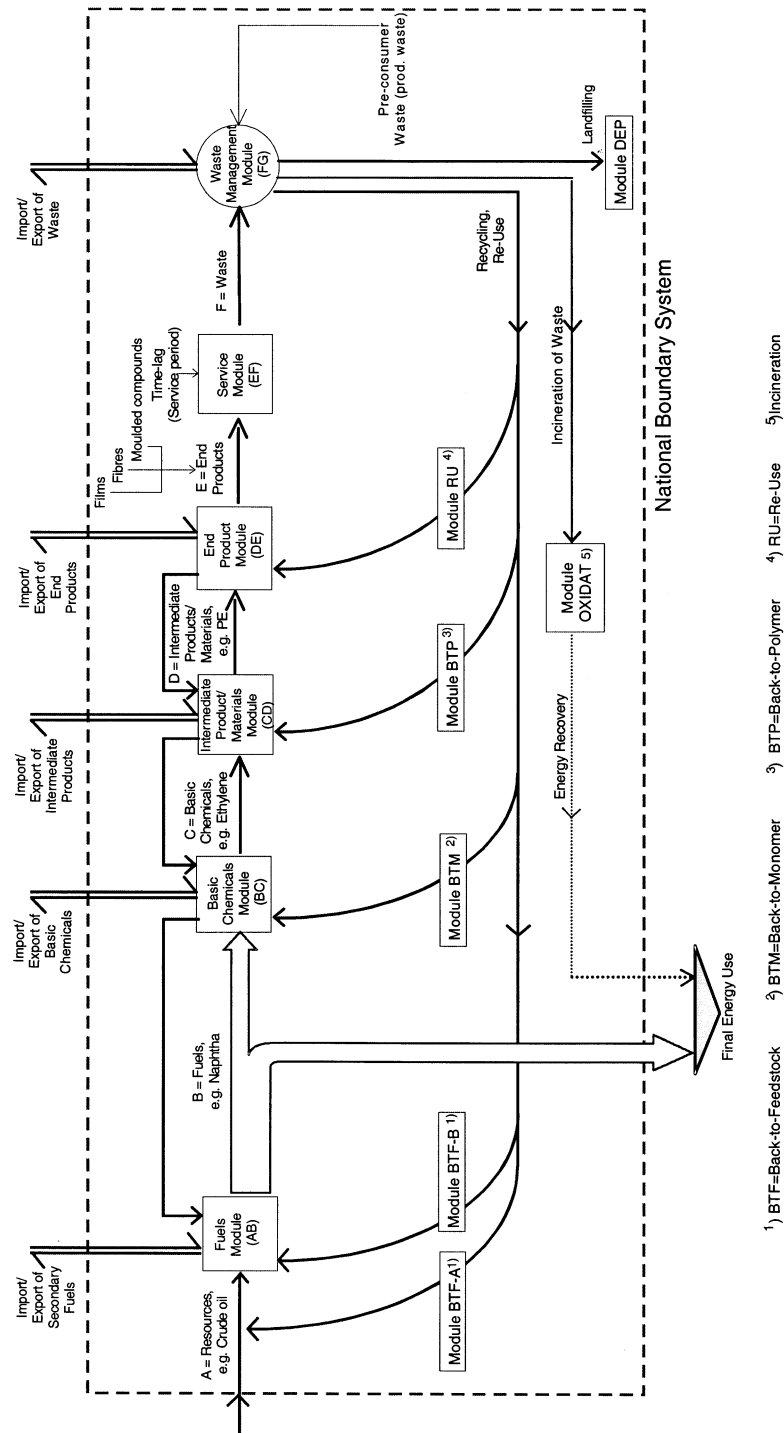 Import/
Export of
Secondary
Fuels
Import/
Export of
Basic
Chemicals
Import/
Export of
Intermediate
Products
Import/
Export of
End
Products
Import/
Export of
Waste
A = Resources,
e.g. Crude oil
Fuels
Module
(AB)
B = Fuels,
e.g. Naphtha
Basic
Chemicals
Module
(BC)
C = Basic
Chemicals,
e.g. Ethylene
Intermediate
Product/
Materials
Module
(CD)
D = Intermediate
Products/
Materials,
e.g. PE
End
Product
Module
(DE)
Films
Fibres
Moulded compounds
E = End
Products
Time-lag
(Service period)
Service
Module
(EF)
F = Waste
Waste
Management
Module
(FG)
Pre-consumer
Waste (prod. waste)
Module BTF-A1)
Module BTF-B 1)
Module BTM 2)
Module BTP 3)
Module RU 4)
Recycling,
Re-Use
Landfilling
Module DEP
Incineration of Waste
Module
OXIDAT 5)
Energy Recovery
Final Energy Use
National Boundary System
1) BTF=Back-to-Feedstock
2) BTM=Back-to-Monomer
3) BTP=Back-to-Polymer
4) RU=Re-Use
5)Incineration